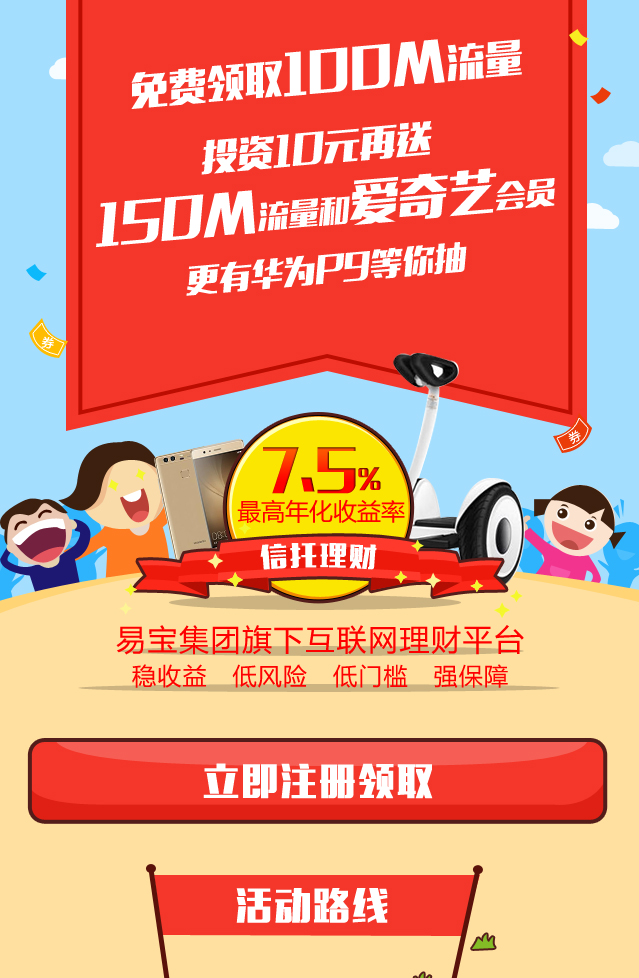 免费领取100M流量
投资10元再送
150M流量和爱奇艺会员
更有华为P9等你抽
券
券
7.5%
最高年化收益率
信托理财
易宝集团旗下互联网理财平台
稳收益 低风险 低门槛 强保障
立即注册领取
活动路线